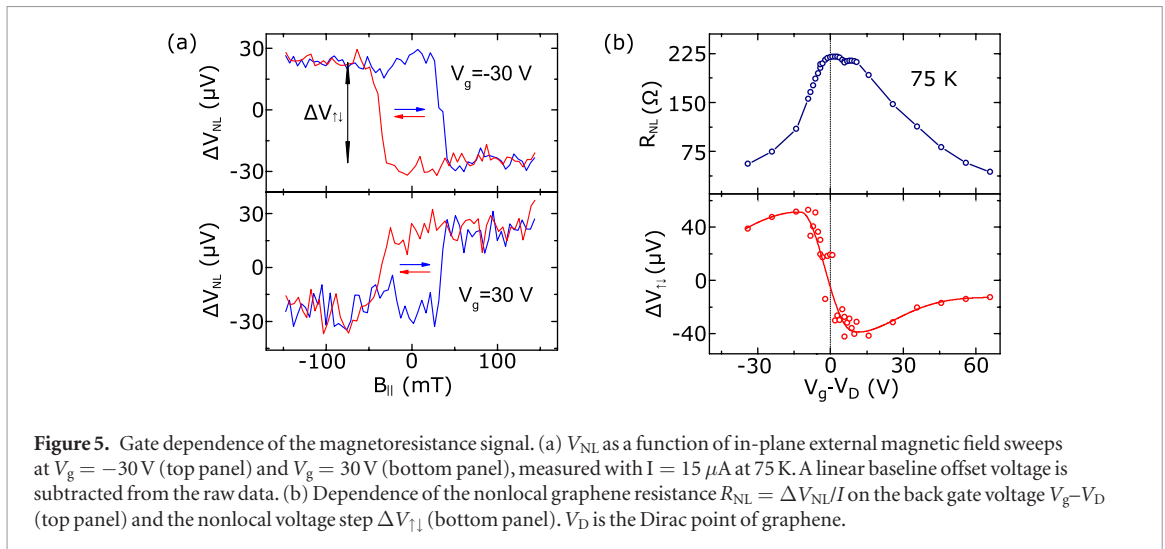 (a)
30
0
-30
ΔV_NL (μV)
V_g=-30 V
ΔV↑↓
30
0
-30
ΔV_NL (μV)
V_g=30 V
-100 0 100
B_|| (mT)
(b)
225
150
75
R_NL (Ω)
75 K
40
0
-40
ΔV↑↓ (μV)
-30 0 30 60
V_g-V_D (V)
Figure 5. Gate dependence of the magnetoresistance signal. (a) V_NL as a function of in-plane external magnetic field sweeps
at V_g = −30 V (top panel) and V_g = 30 V (bottom panel), measured with I = 15 μA at 75 K. A linear baseline offset voltage is
subtracted from the raw data. (b) Dependence of the nonlocal graphene resistance R_NL = ΔV_NL/I on the back gate voltage V_g–V_D
(top panel) and the nonlocal voltage step ΔV↑↓ (bottom panel). V_D is the Dirac point of graphene.